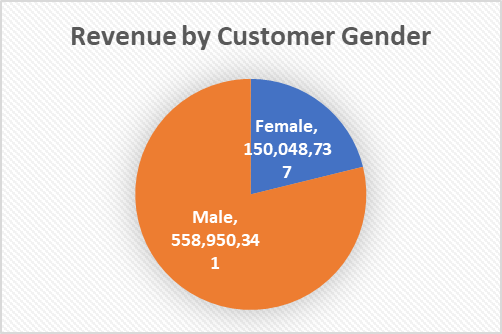 Revenue by Customer Gender
Female,
150,048,73
7
Male,
558,950,34
1